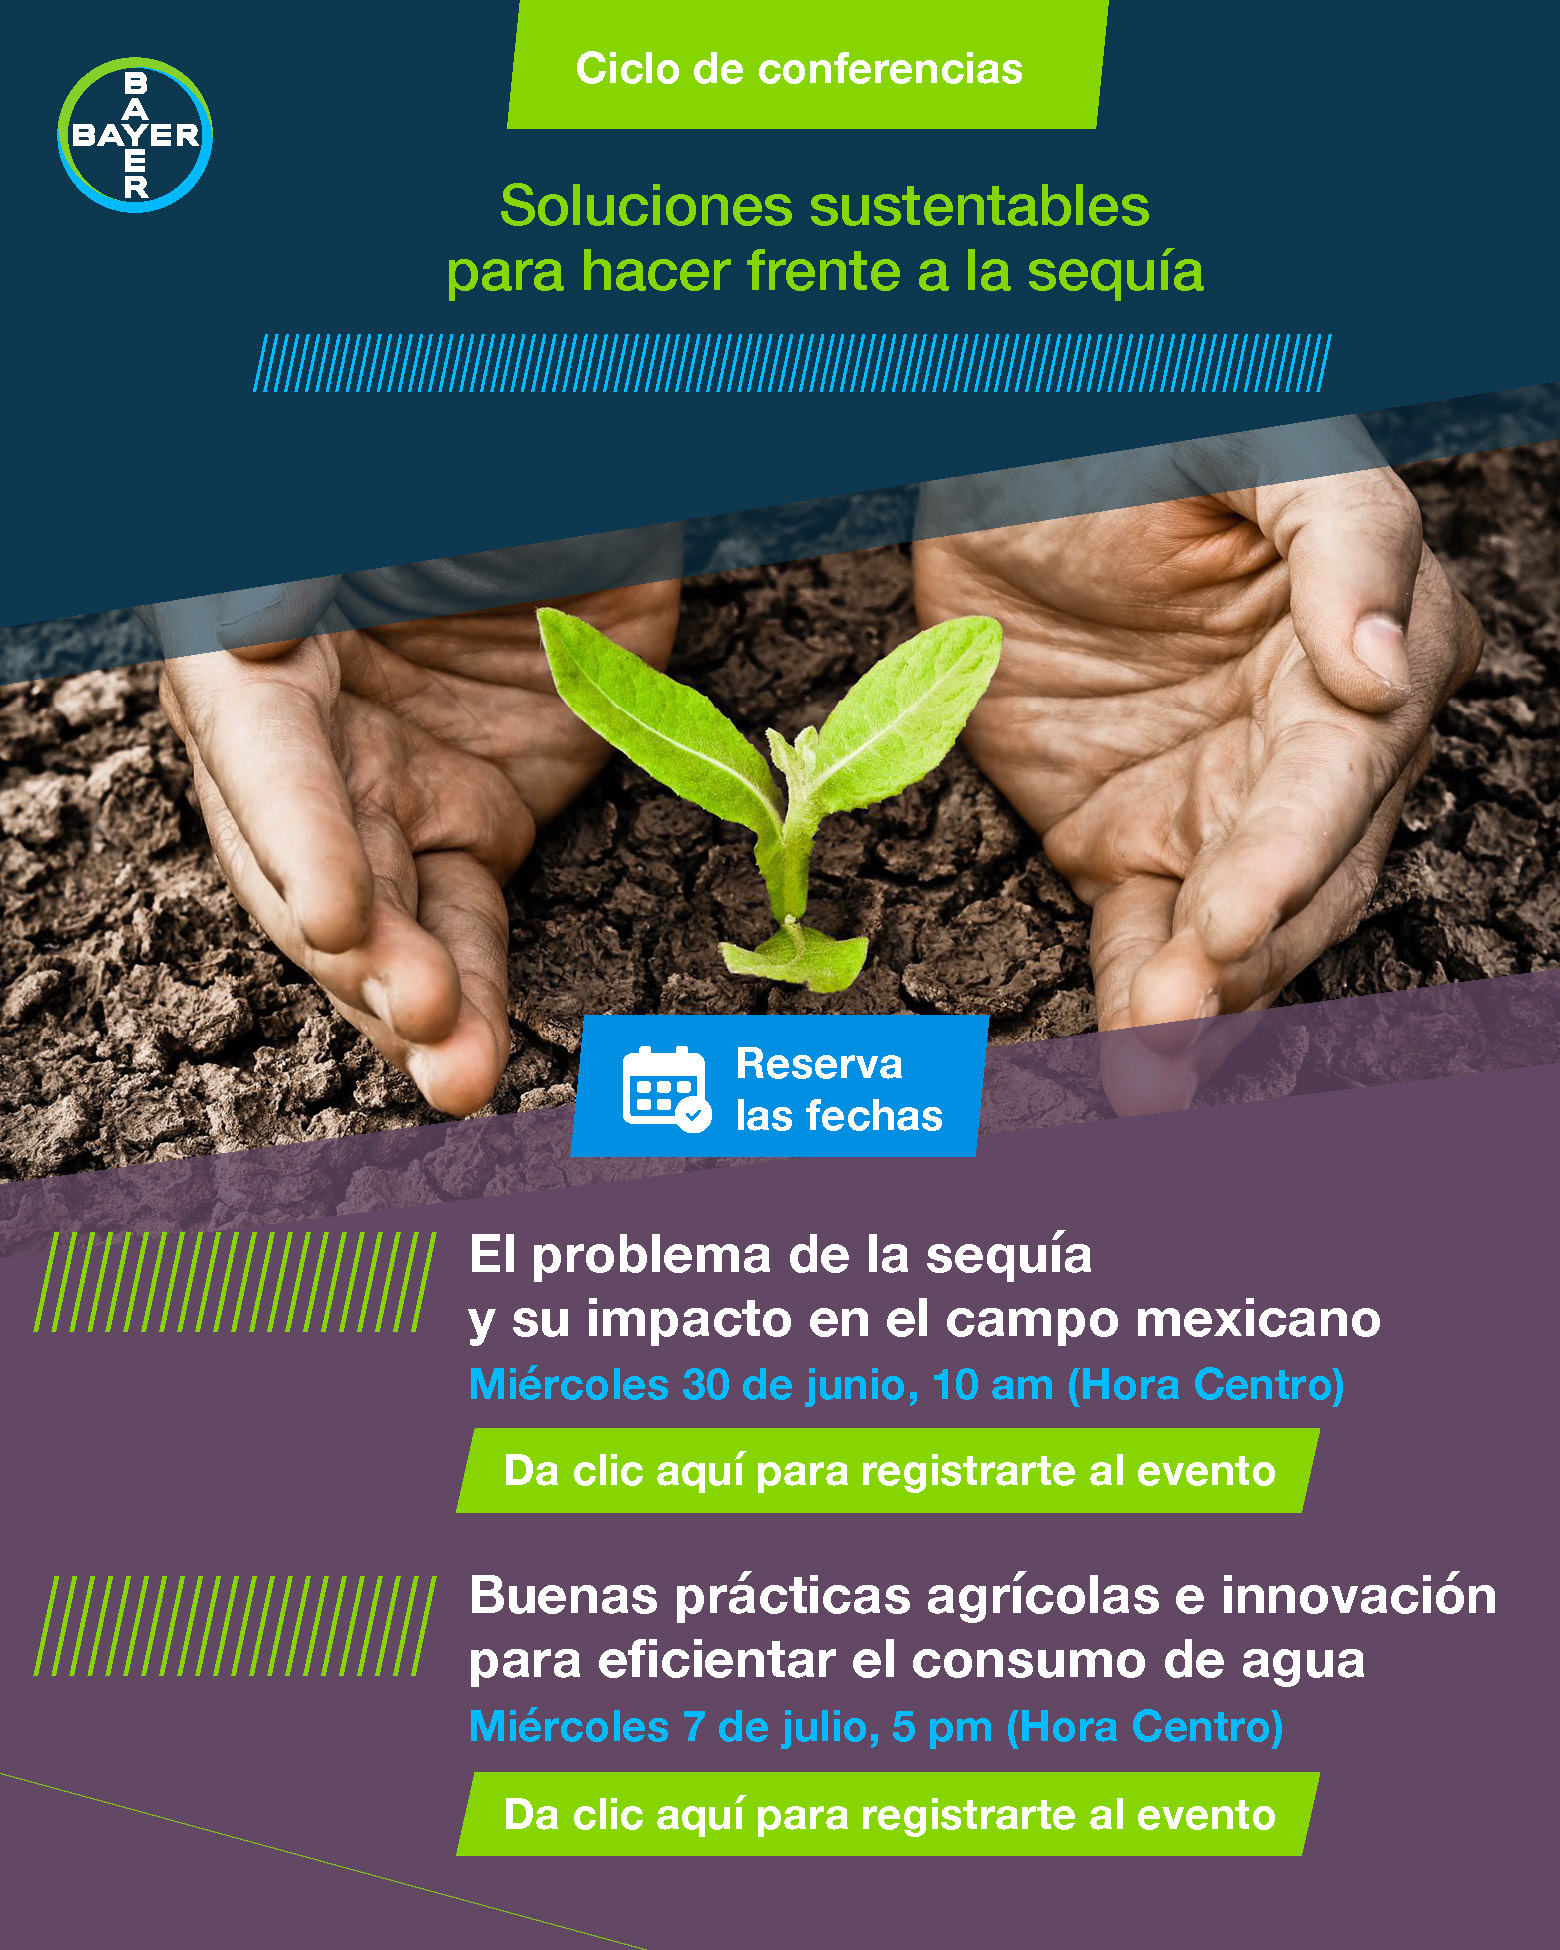 Ciclo de conferencias
BAYER
BAYER
Soluciones sustentables
para hacer frente a la sequía
Reserva
las fechas
El problema de la sequía
y su impacto en el campo mexicano
Miércoles 30 de junio, 10 am (Hora Centro)
Da clic aquí para registrarte al evento
Buenas prácticas agrícolas e innovación
para eficientar el consumo de agua
Miércoles 7 de julio, 5 pm (Hora Centro)
Da clic aquí para registrarte al evento